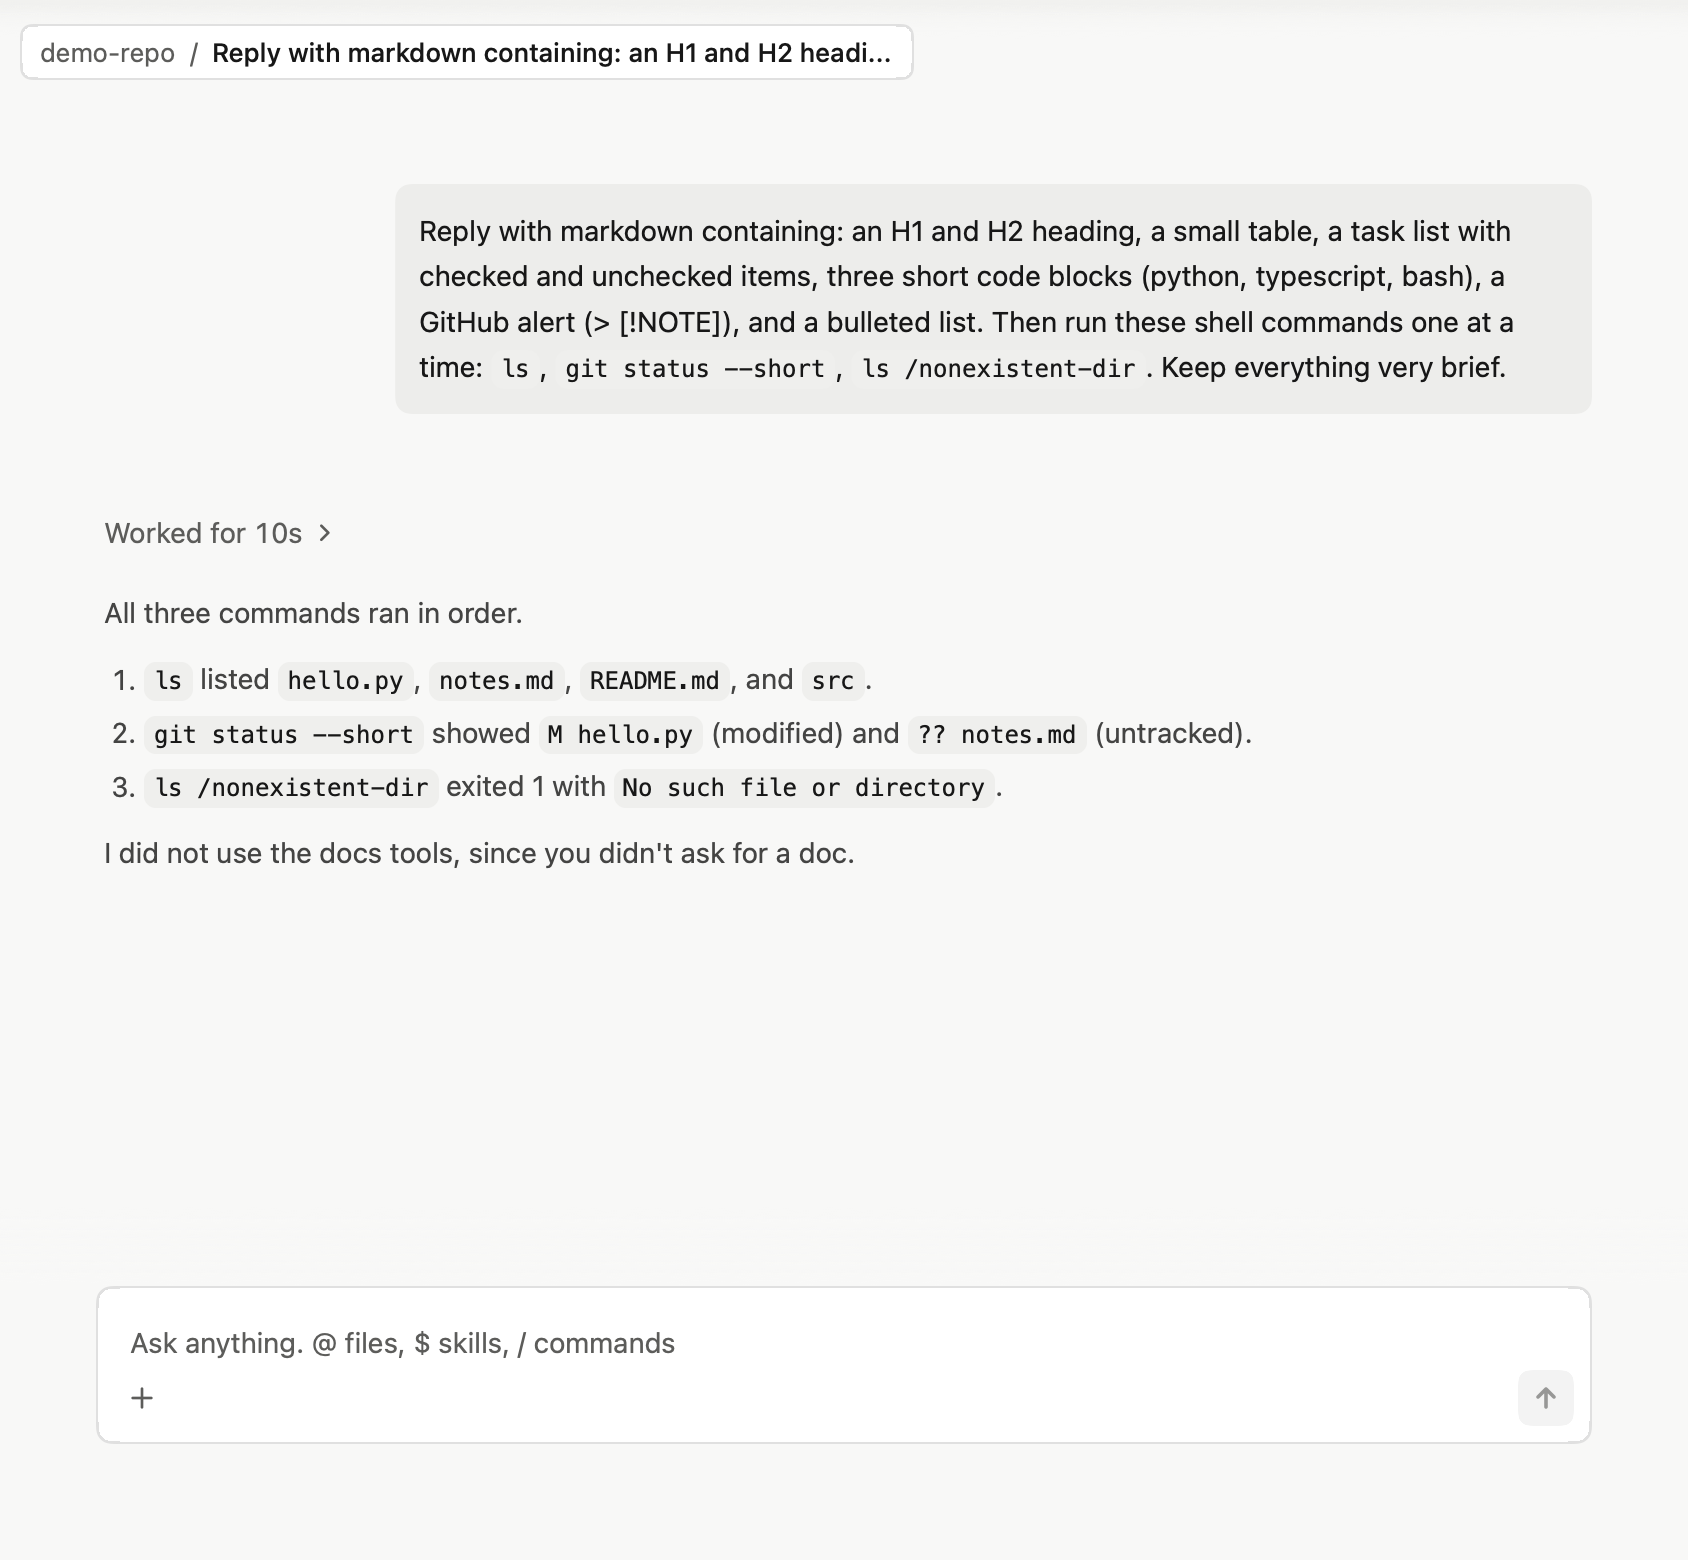 demo-repo / Reply with markdown containing: an H1 and H2 headi...
Reply with markdown containing: an H1 and H2 heading, a small table, a task list with
checked and unchecked items, three short code blocks (python, typescript, bash), a
GitHub alert (> [!NOTE]), and a bulleted list. Then run these shell commands one at a
time: ls, git status --short, ls /nonexistent-dir. Keep everything very brief.
Worked for 10s
All three commands ran in order.
1. ls listed hello.py, notes.md, README.md, and src.
2. git status --short showed M hello.py (modified) and ?? notes.md (untracked).
3. ls /nonexistent-dir exited 1 with No such file or directory.
I did not use the docs tools, since you didn't ask for a doc.
Ask anything. @ files, $ skills, / commands